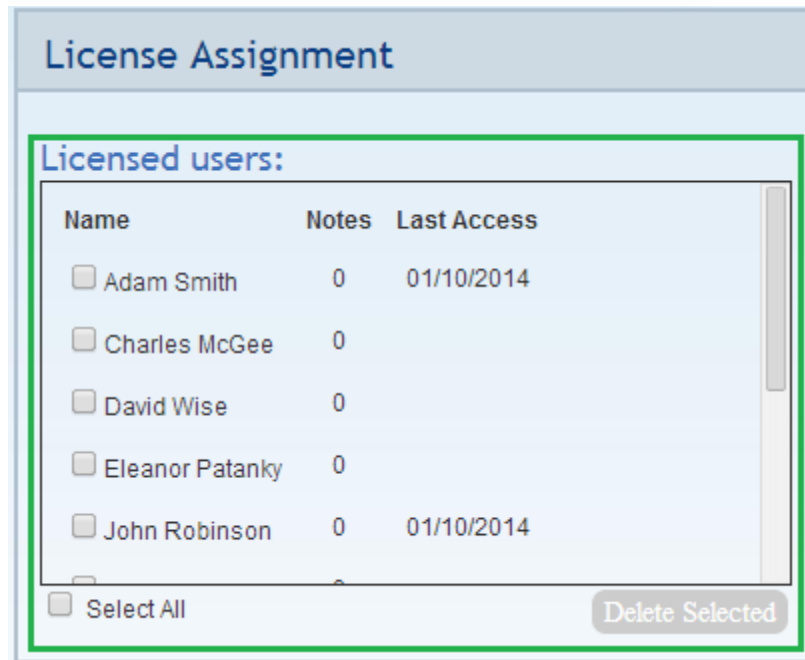 License Assignment
Licensed users:
Name Notes Last Access
Adam Smith 0 01/10/2014
Charles McGee 0
David Wise 0
Eleanor Patanky 0
John Robinson 0 01/10/2014
Select All Delete Selected